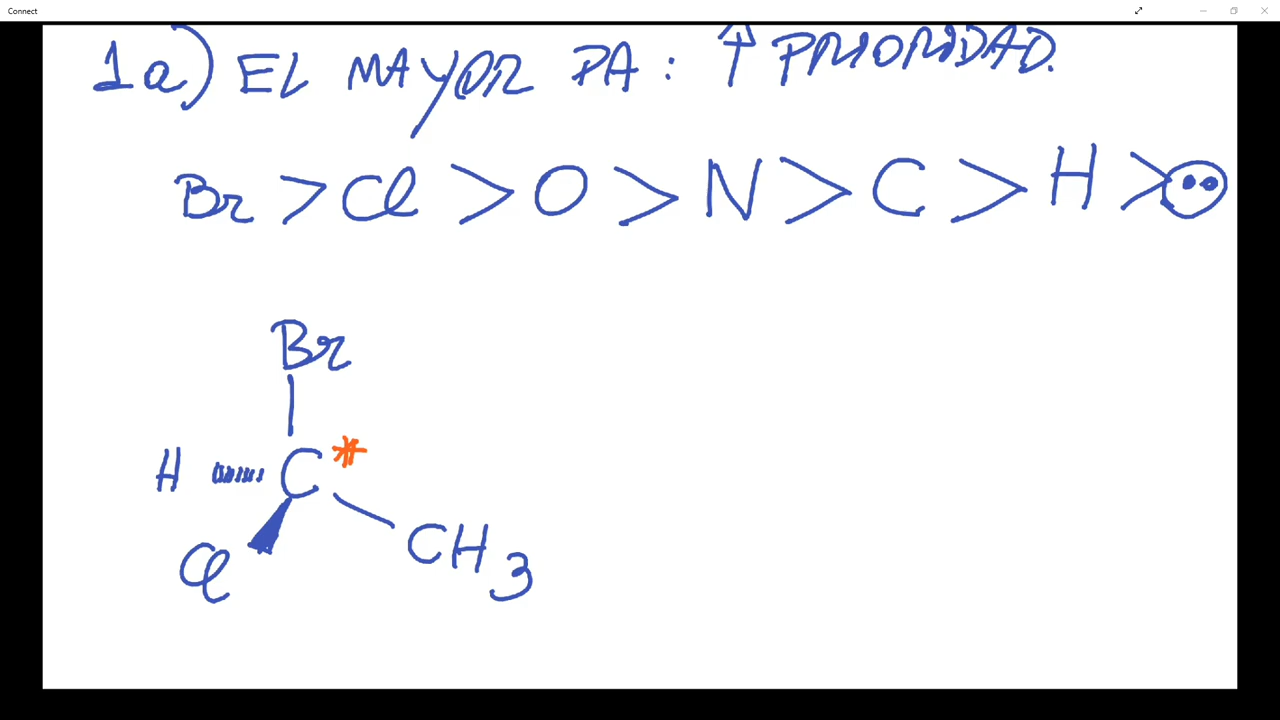 Connect
1a) EL MAYOR PA: ↑ PRIORIDAD.
Br > Cl > O > N > C > H > ••
Br
H C *
Cl CH3